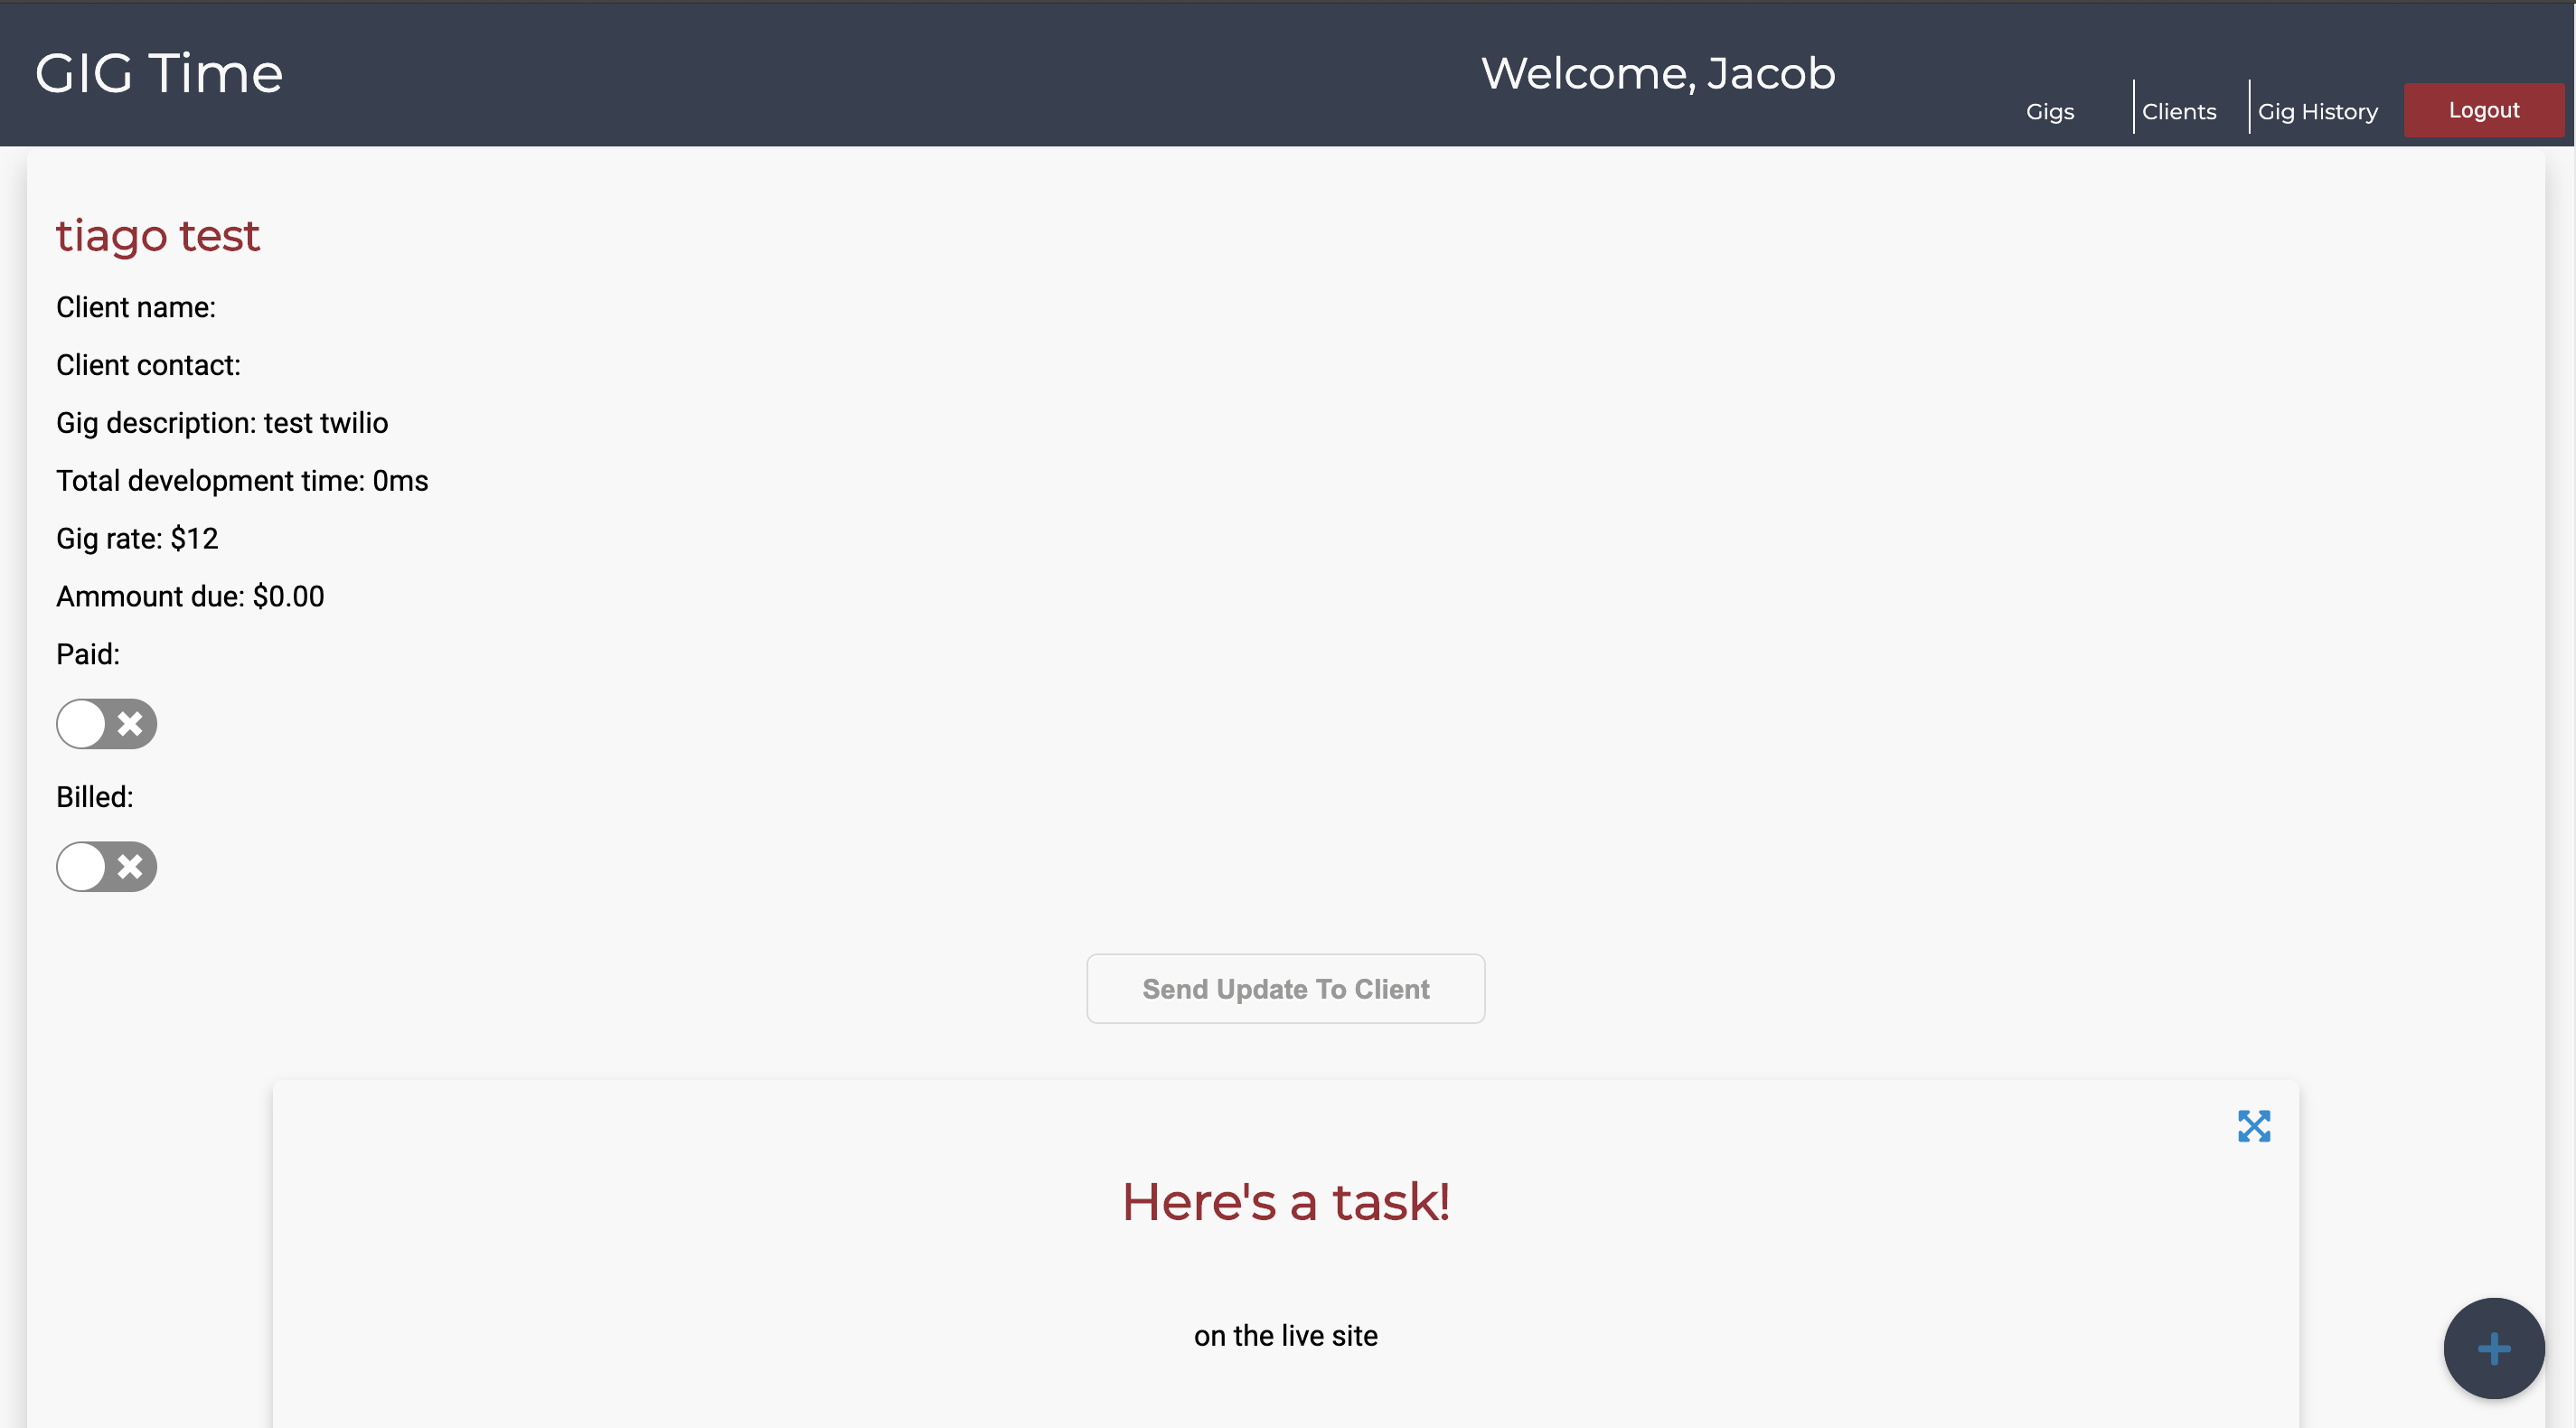 GIG Time
Welcome, Jacob
Gigs
Clients
Gig History
Logout
tiago test
Client name:
Client contact:
Gig description: test twilio
Total development time: 0ms
Gig rate: $12
Ammount due: $0.00
Paid:
Billed:
Send Update To Client
Here's a task!
on the live site